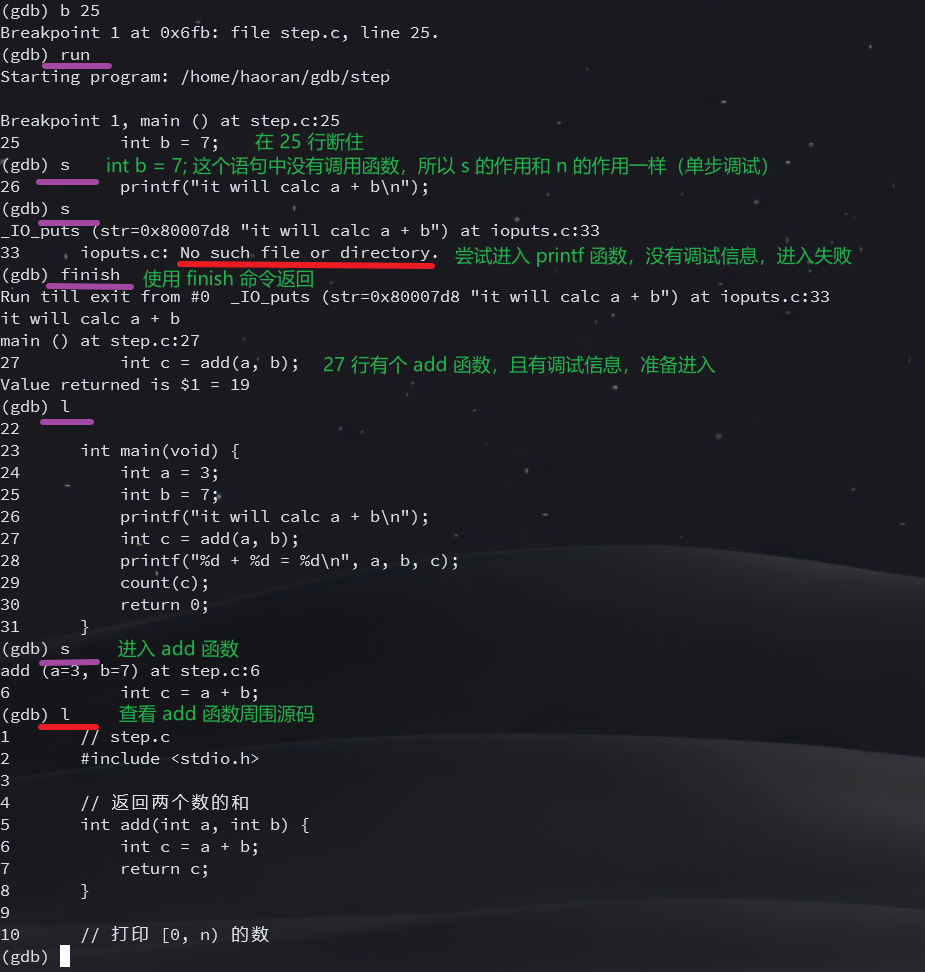 (gdb) b 25
Breakpoint 1 at 0x6fb: file step.c, line 25.
(gdb) run
Starting program: /home/haoran/gdb/step
Breakpoint 1, main () at step.c:25
25          int b = 7;    在 25 行断住
(gdb) s    int b = 7; 这个语句中没有调用函数，所以 s 的作用和 n 的作用一样（单步调试）
26          printf("it will calc a + b\n");
(gdb) s
_IO_puts (str=0x80007d8 "it will calc a + b") at ioputs.c:33
33      ioputs.c: No such file or directory.    尝试进入 printf 函数，没有调试信息，进入失败
(gdb) finish    使用 finish 命令返回
Run till exit from #0  _IO_puts (str=0x80007d8 "it will calc a + b") at ioputs.c:33
it will calc a + b
main () at step.c:27
27          int c = add(a, b);    27 行有个 add 函数，且有调试信息，准备进入
Value returned is $1 = 19
(gdb) l
22
23      int main(void) {
24          int a = 3;
25          int b = 7;
26          printf("it will calc a + b\n");
27          int c = add(a, b);
28          printf("%d + %d = %d\n", a, b, c);
29          count(c);
30          return 0;
31      }
(gdb) s    进入 add 函数
add (a=3, b=7) at step.c:6
6           int c = a + b;
(gdb) l    查看 add 函数周围源码
1       // step.c
2       #include <stdio.h>
3
4       // 返回两个数的和
5       int add(int a, int b) {
6           int c = a + b;
7           return c;
8       }
9
10      // 打印 [0, n) 的数
(gdb)